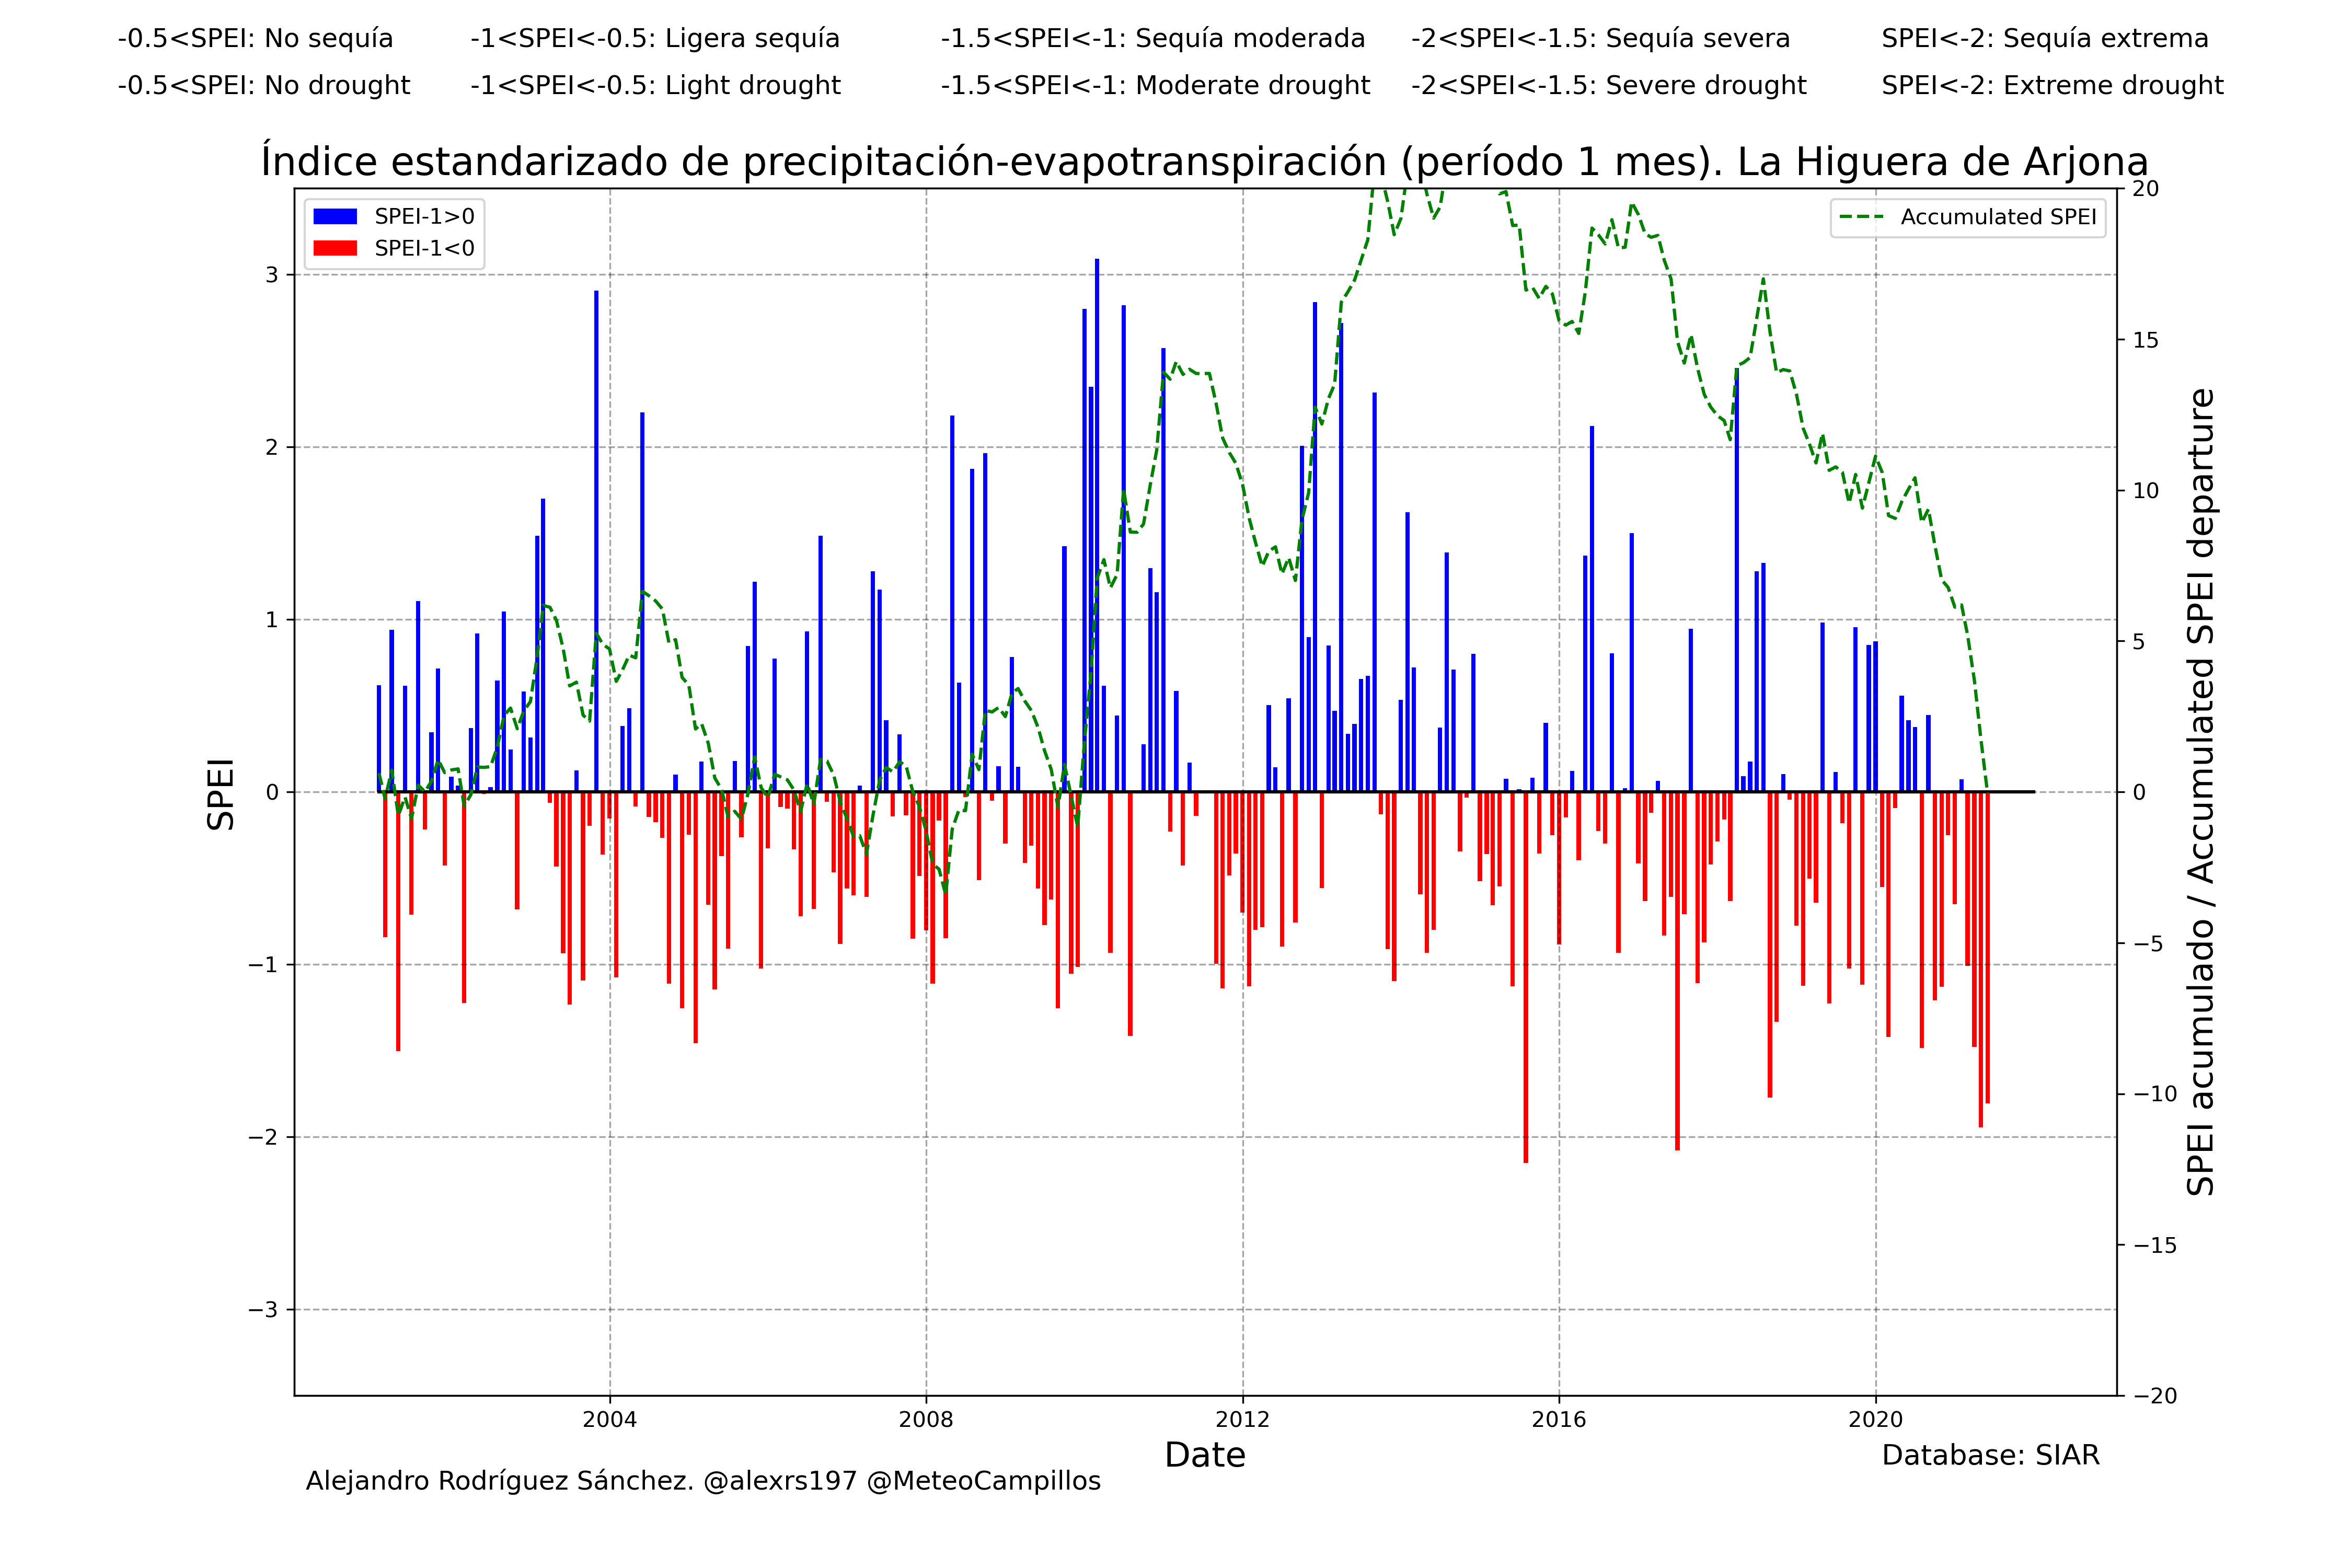 -0.5<SPEI: No sequía -1<SPEI<-0.5: Ligera sequía -1.5<SPEI<-1: Sequía moderada -2<SPEI<-1.5: Sequía severa SPEI<-2: Sequía extrema
-0.5<SPEI: No drought -1<SPEI<-0.5: Light drought -1.5<SPEI<-1: Moderate drought -2<SPEI<-1.5: Severe drought SPEI<-2: Extreme drought
Índice estandarizado de precipitación-evapotranspiración (período 1 mes). La Higuera de Arjona
SPEI-1>0
SPEI-1<0
Accumulated SPEI
SPEI
3
2
1
0
−1
−2
−3
20
15
10
5
0
−5
−10
−15
−20
SPEI acumulado / Accumulated SPEI departure
2004 2008 2012 2016 2020
Date
Database: SIAR
Alejandro Rodríguez Sánchez. @alexrs197 @MeteoCampillos